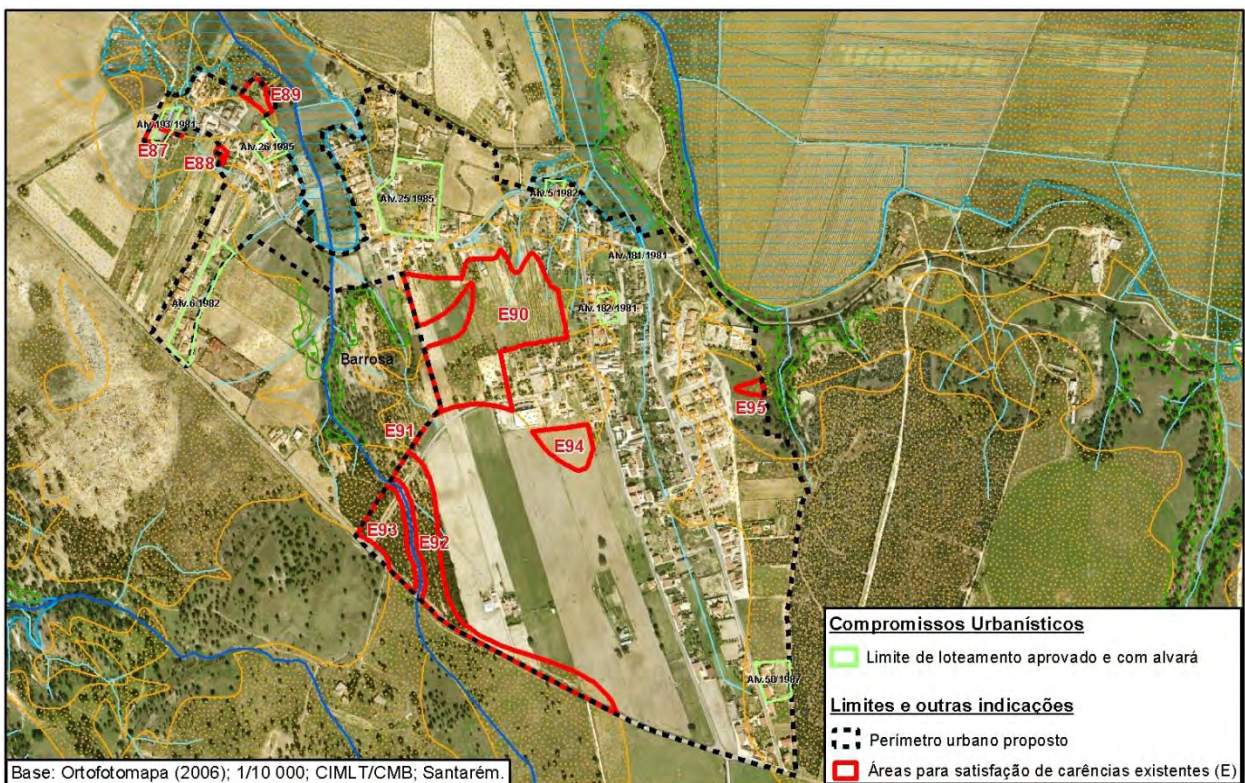 E89
Alv.193/1981
E87
E88
Alv.26/1985
Alv.25/1985
Alv.5/1982
Alv.181/1981
Alv.6/1982
E90
Alv.182/1981
Barrosa
E95
E91
E94
E93
E92
Alv.50/1987
Compromissos Urbanísticos
Limite de loteamento aprovado e com alvará
Limites e outras indicações
Perímetro urbano proposto
Áreas para satisfação de carências existentes (E)
Base: Ortofotomapa (2006); 1/10 000; CIMLT/CMB; Santarém.